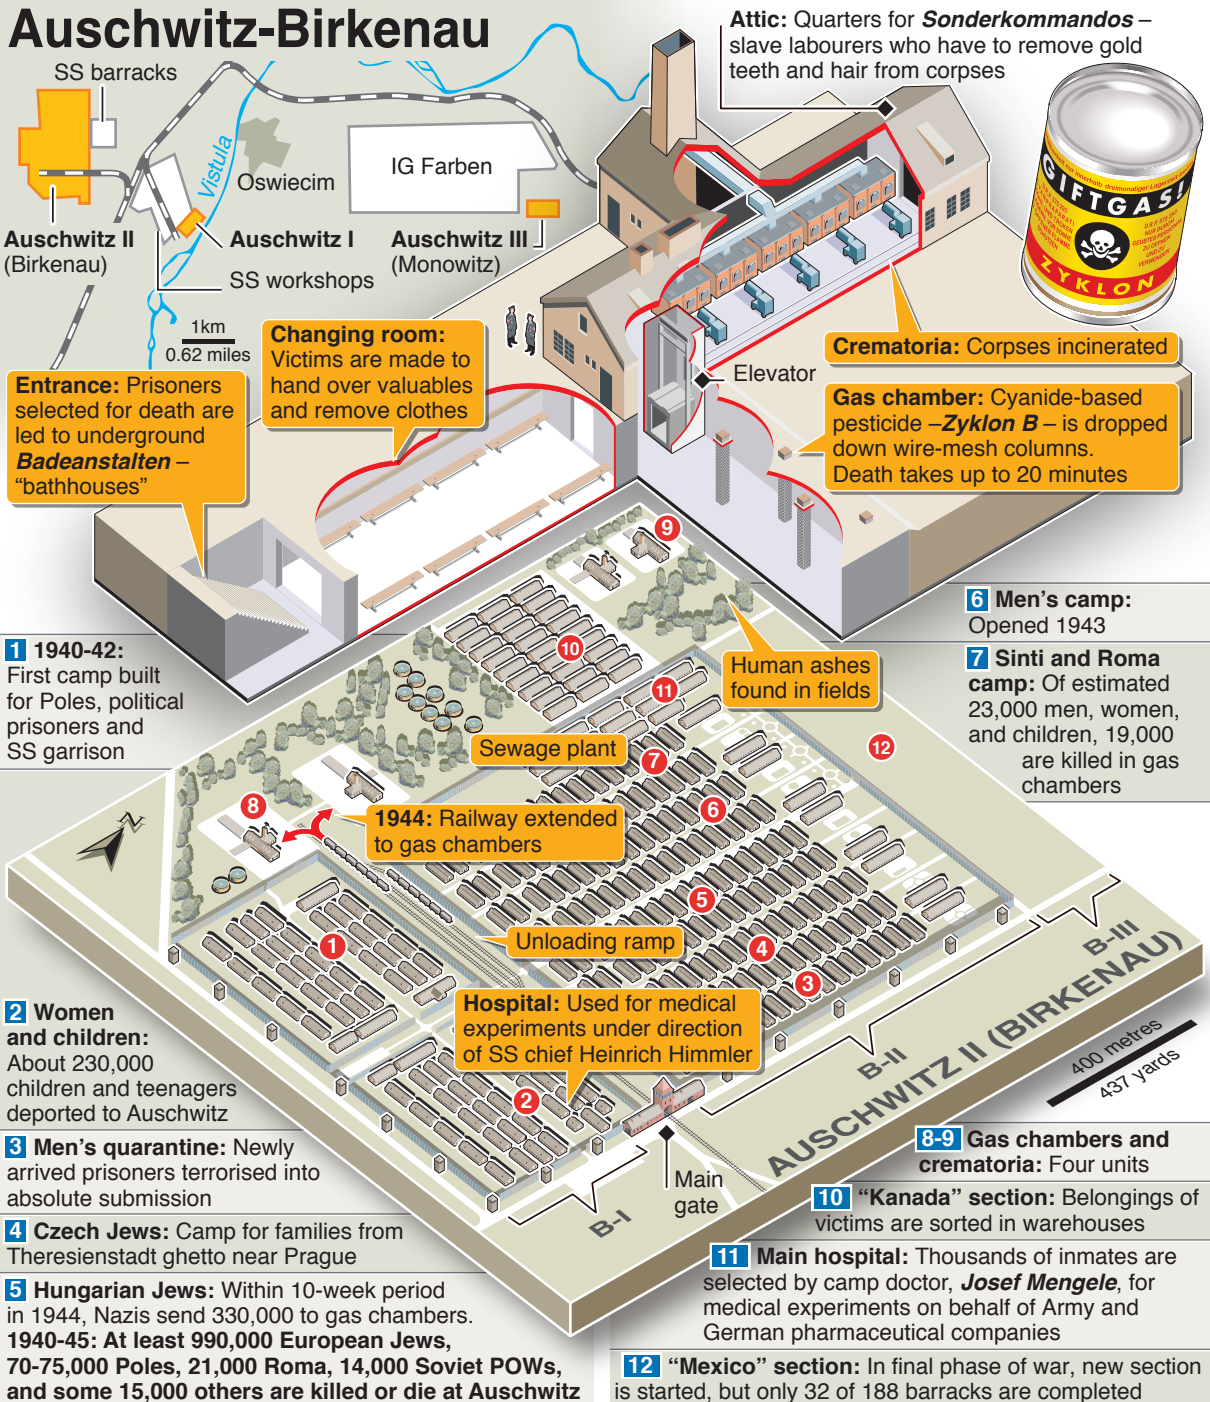 Auschwitz-Birkenau
SS barracks
Vistula
Oswiecim
IG Farben
Auschwitz II
(Birkenau)
Auschwitz I
SS workshops
Auschwitz III
(Monowitz)
1km
0.62 miles
Attic: Quarters for Sonderkommandos –
slave labourers who have to remove gold
teeth and hair from corpses
GIFTGAS!
ZYKLON
Entrance: Prisoners
selected for death are
led to underground
Badeanstalten –
“bathhouses”
Changing room:
Victims are made to
hand over valuables
and remove clothes
Elevator
Crematoria: Corpses incinerated
Gas chamber: Cyanide-based
pesticide –Zyklon B – is dropped
down wire-mesh columns.
Death takes up to 20 minutes
9
10
11
12
7
6
8
5
4
3
1
2
Human ashes
found in fields
Sewage plant
1944: Railway extended
to gas chambers
Unloading ramp
Hospital: Used for medical
experiments under direction
of SS chief Heinrich Himmler
Main
gate
N
B-I
B-II
B-III
AUSCHWITZ II (BIRKENAU)
400 metres
437 yards
1 1940-42:
First camp built
for Poles, political
prisoners and
SS garrison
2 Women
and children:
About 230,000
children and teenagers
deported to Auschwitz
3 Men’s quarantine: Newly
arrived prisoners terrorised into
absolute submission
4 Czech Jews: Camp for families from
Theresienstadt ghetto near Prague
5 Hungarian Jews: Within 10-week period
in 1944, Nazis send 330,000 to gas chambers.
1940-45: At least 990,000 European Jews,
70-75,000 Poles, 21,000 Roma, 14,000 Soviet POWs,
and some 15,000 others are killed or die at Auschwitz
6 Men’s camp:
Opened 1943
7 Sinti and Roma
camp: Of estimated
23,000 men, women,
and children, 19,000
are killed in gas
chambers
8-9 Gas chambers and
crematoria: Four units
10 “Kanada” section: Belongings of
victims are sorted in warehouses
11 Main hospital: Thousands of inmates are
selected by camp doctor, Josef Mengele, for
medical experiments on behalf of Army and
German pharmaceutical companies
12 “Mexico” section: In final phase of war, new section
is started, but only 32 of 188 barracks are completed